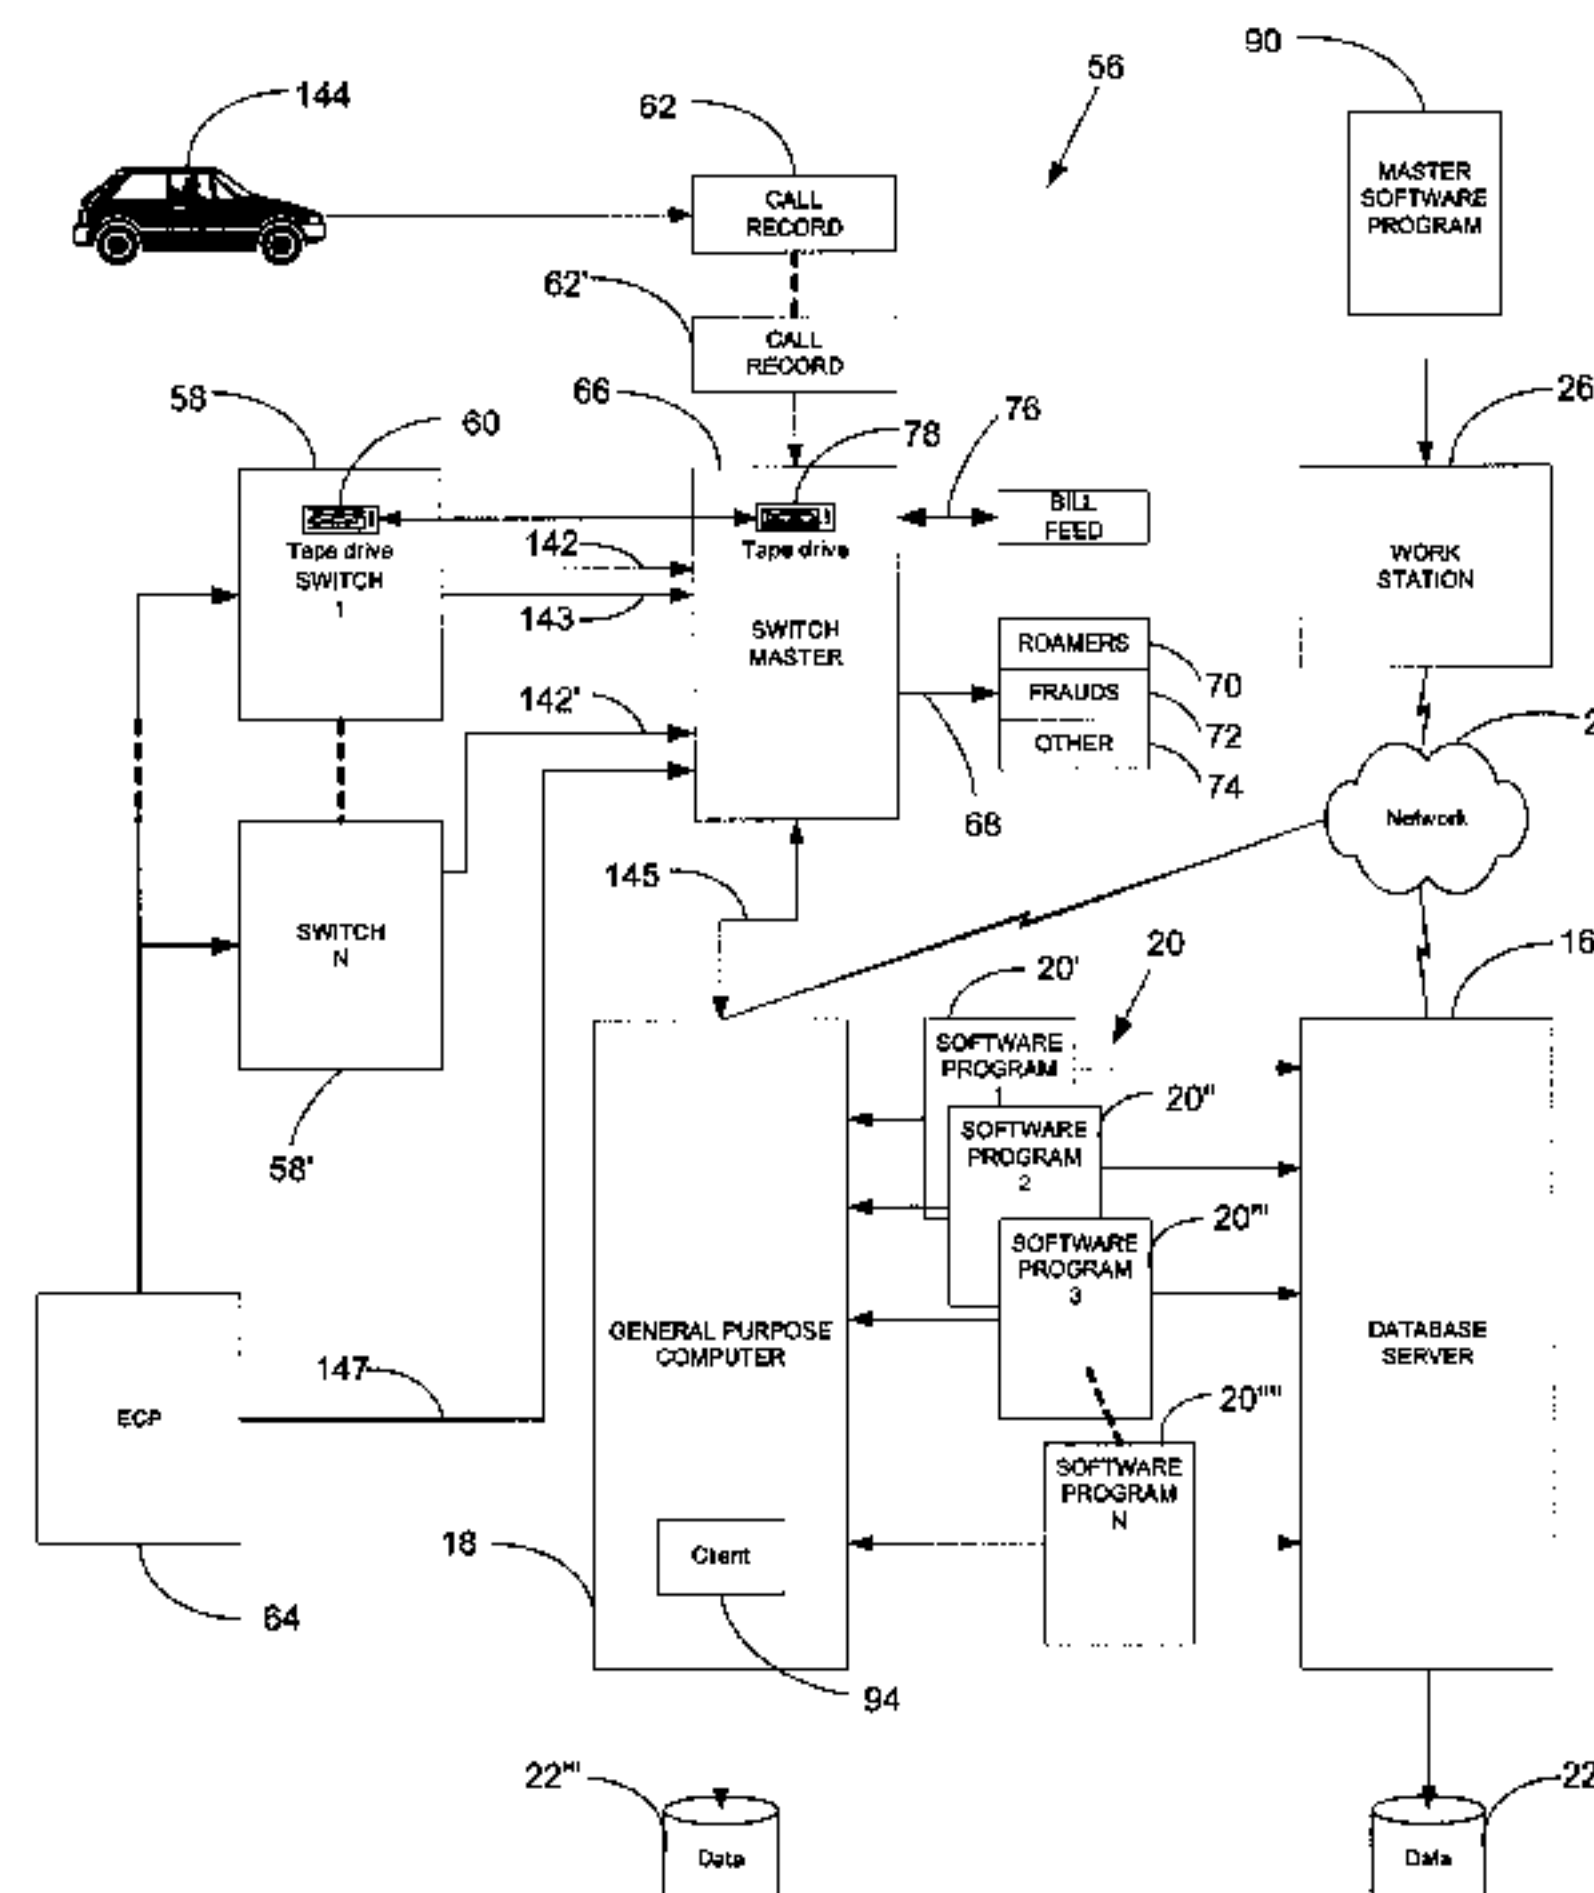 90
56
144
62
MASTER
SOFTWARE
PROGRAM
CALL
RECORD
62'
CALL
RECORD
58
66
76
26
60
78
BILL
FEED
Tape drive
SWITCH
1
142
Tape drive
WORK
STATION
143
SWITCH
MASTER
ROAMERS
70
142'
FRAUDS
72
OTHER
74
68
Network
145
SWITCH
N
20'
20
16
SOFTWARE
PROGRAM
1
20"
SOFTWARE
PROGRAM
2
58'
20'''
SOFTWARE
PROGRAM
3
GENERAL PURPOSE
COMPUTER
DATABASE
SERVER
147
ECP
20''''
SOFTWARE
PROGRAM
N
18
Client
64
94
22'''
22
Data
Data